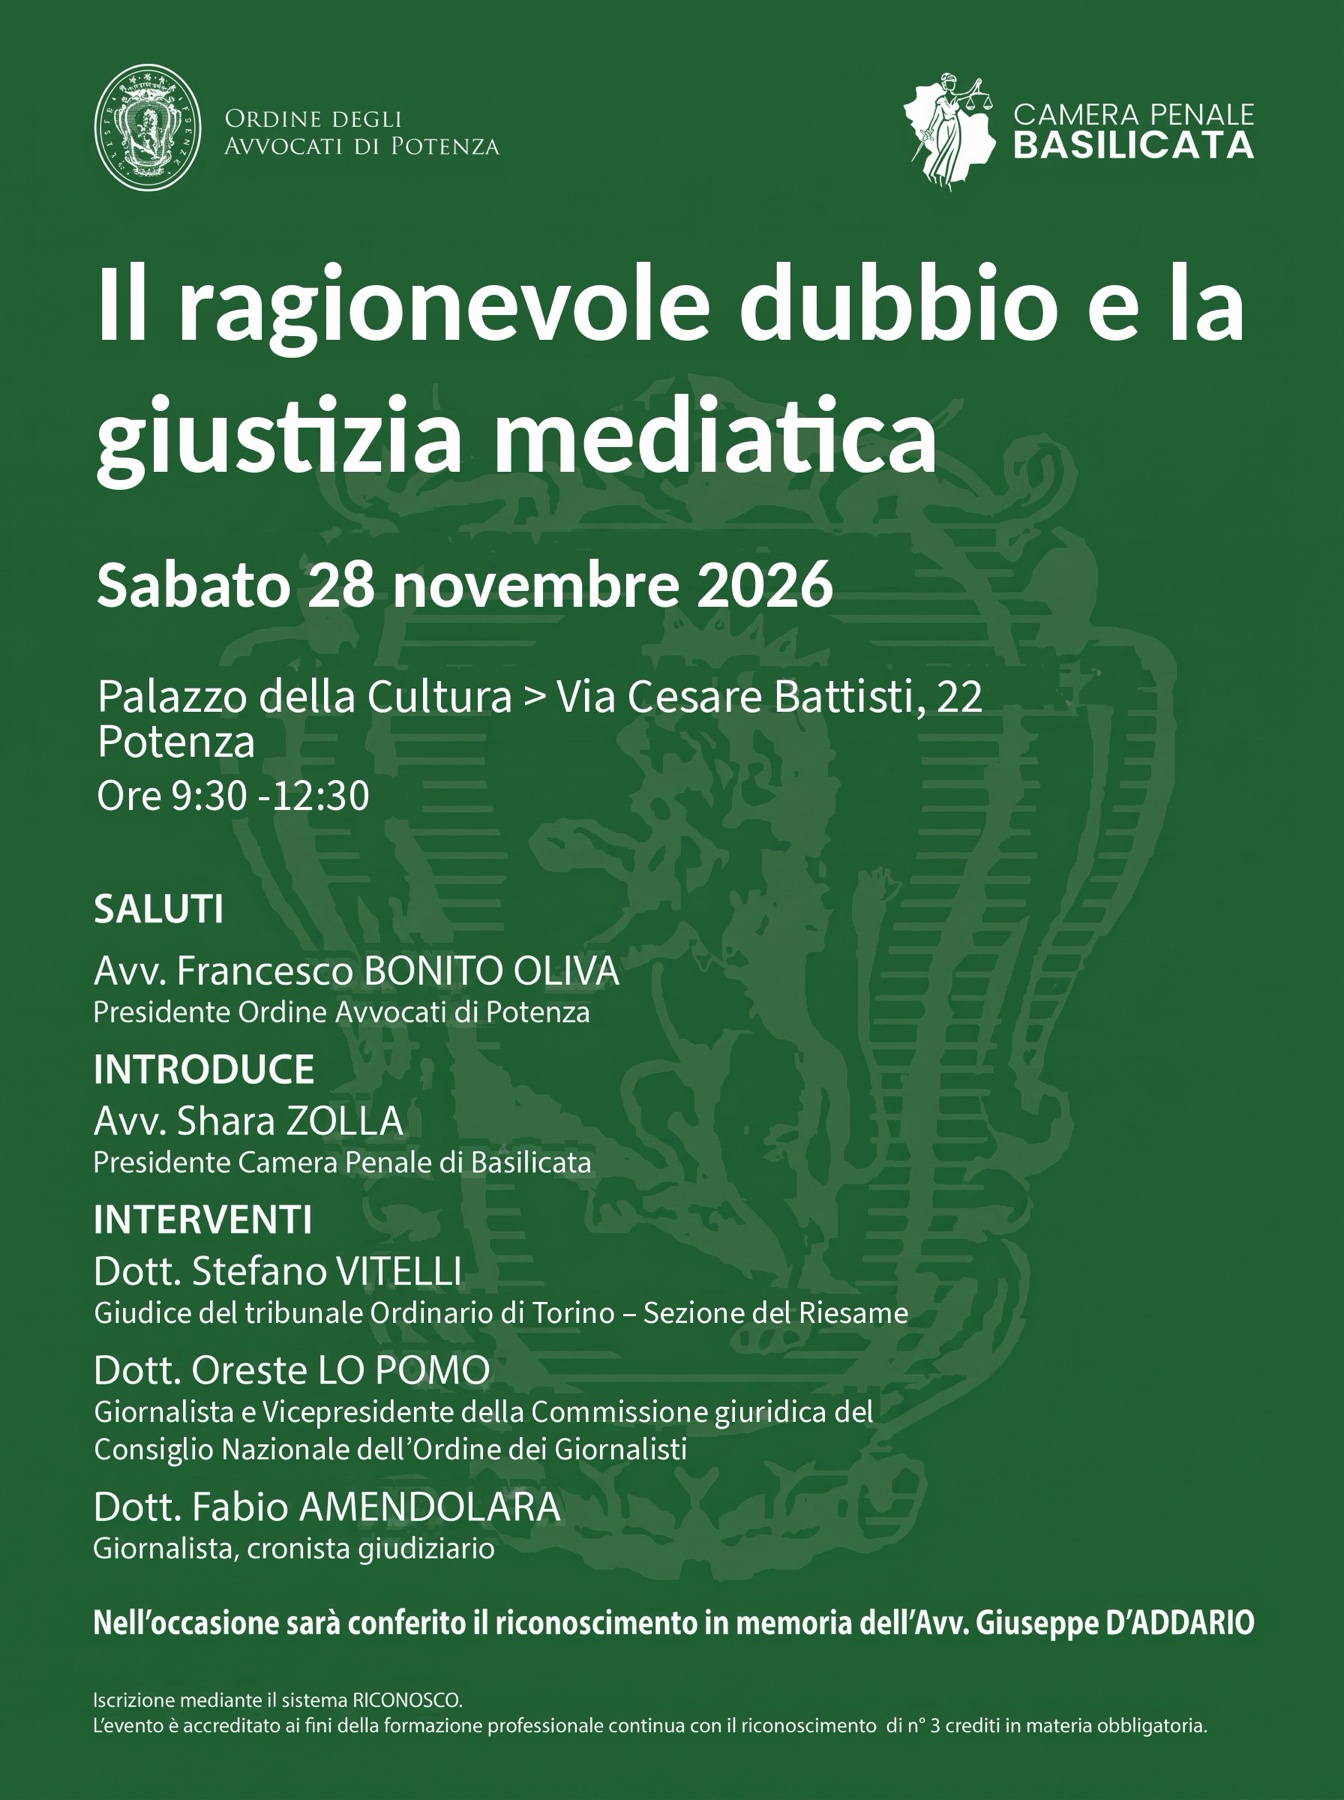 ORDINE DEGLI
AVVOCATI DI POTENZA
CAMERA PENALE
BASILICATA
Il ragionevole dubbio e la
giustizia mediatica
Sabato 28 novembre 2026
Palazzo della Cultura > Via Cesare Battisti, 22
Potenza
Ore 9:30 -12:30
SALUTI
Avv. Francesco BONITO OLIVA
Presidente Ordine Avvocati di Potenza
INTRODUCE
Avv. Shara ZOLLA
Presidente Camera Penale di Basilicata
INTERVENTI
Dott. Stefano VITELLI
Giudice del tribunale Ordinario di Torino – Sezione del Riesame
Dott. Oreste LO POMO
Giornalista e Vicepresidente della Commissione giuridica del
Consiglio Nazionale dell’Ordine dei Giornalisti
Dott. Fabio AMENDOLARA
Giornalista, cronista giudiziario
Nell’occasione sarà conferito il riconoscimento in memoria dell’Avv. Giuseppe D’ADDARIO
Iscrizione mediante il sistema RICONOSCO.
L’evento è accreditato ai fini della formazione professionale continua con il riconoscimento di n° 3 crediti in materia obbligatoria.